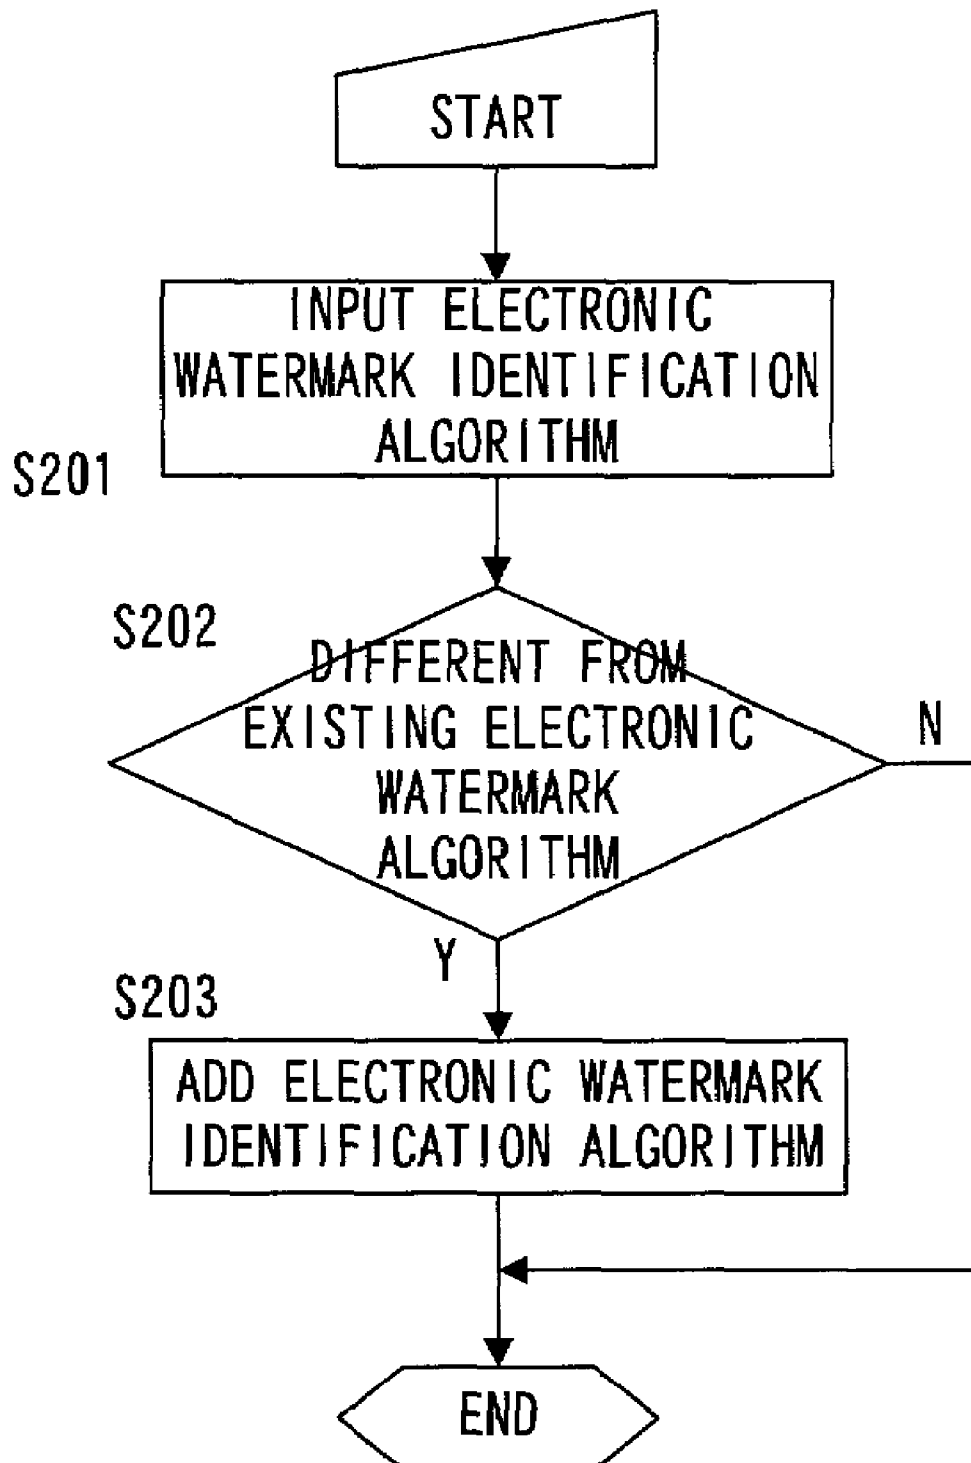 START
INPUT ELECTRONIC
WATERMARK IDENTIFICATION
ALGORITHM
S201
S202
DIFFERENT FROM
EXISTING ELECTRONIC
WATERMARK
ALGORITHM
N
Y
S203
ADD ELECTRONIC WATERMARK
IDENTIFICATION ALGORITHM
END